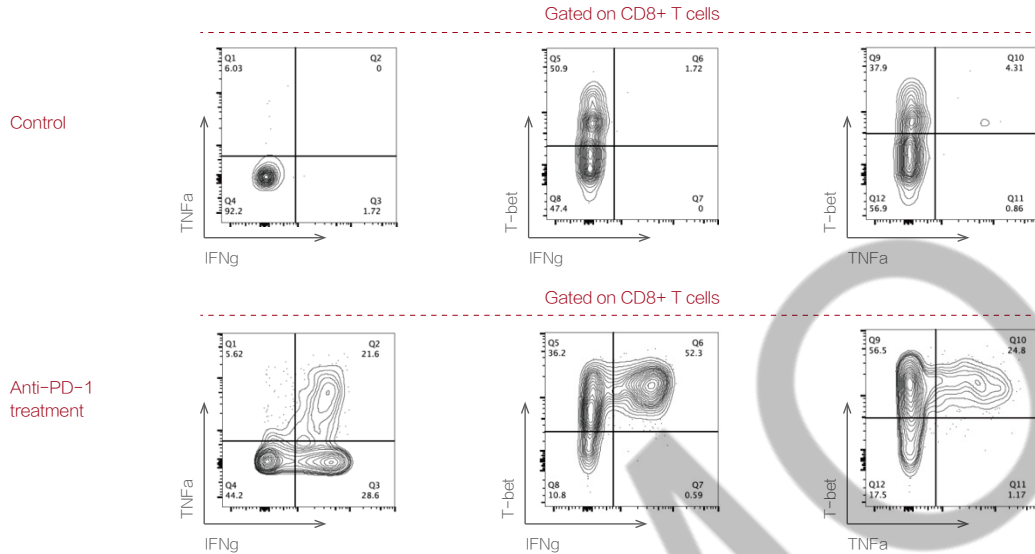 Gated on CD8+ T cells
Control
Q1
6.03
Q2
0
Q4
92.2
Q3
1.72
TNFa
IFNg
Q5
50.9
Q6
1.72
Q8
47.4
Q7
0
T-bet
IFNg
Q9
37.9
Q10
4.31
Q12
56.9
Q11
0.86
T-bet
TNFa
Gated on CD8+ T cells
Anti-PD-1
treatment
Q1
5.62
Q2
21.6
Q4
44.2
Q3
28.6
TNFa
IFNg
Q5
36.2
Q6
52.3
Q8
10.8
Q7
0.59
T-bet
IFNg
Q9
56.5
Q10
24.8
Q12
17.5
Q11
1.17
T-bet
TNFa